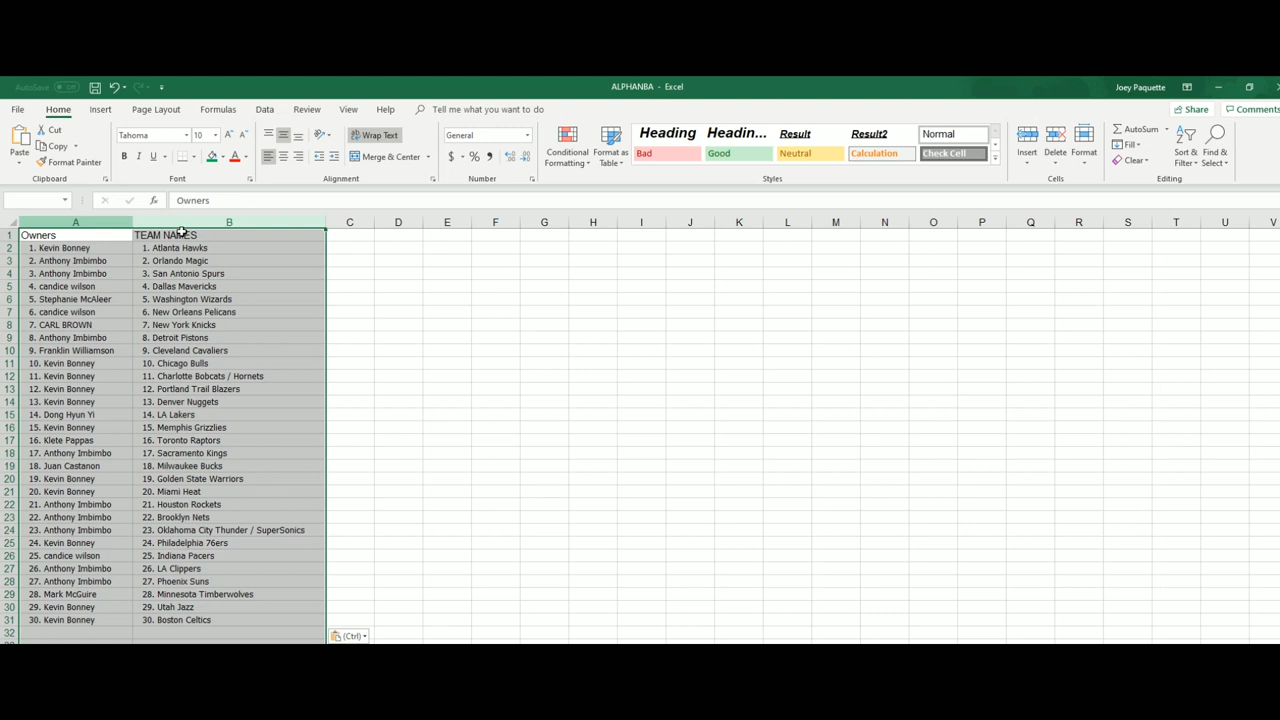 AutoSave Off ALPHANBA - Excel Joey Paquette
File Home Insert Page Layout Formulas Data Review View Help Tell me what you want to do Share Comments
Cut Copy Format Painter Paste Clipboard
Tahoma 10 A A B I U A Font
Wrap Text Merge & Center Alignment
General $ % , Number
Conditional Formatting Format as Table
Heading Headin... Result Result2 Normal
Bad Good Neutral Calculation Check Cell
Styles
Insert Delete Format Cells
AutoSum Fill Clear Sort & Filter Find & Select
fx Owners
A B C D E F G H I J K L M N O P Q R S T U V
1 Owners TEAM NAMES
2 1. Kevin Bonney 1. Atlanta Hawks
3 2. Anthony Imbimbo 2. Orlando Magic
4 3. Anthony Imbimbo 3. San Antonio Spurs
5 4. candice wilson 4. Dallas Mavericks
6 5. Stephanie McAleer 5. Washington Wizards
7 6. candice wilson 6. New Orleans Pelicans
8 7. CARL BROWN 7. New York Knicks
9 8. Anthony Imbimbo 8. Detroit Pistons
10 9. Franklin Williamson 9. Cleveland Cavaliers
11 10. Kevin Bonney 10. Chicago Bulls
12 11. Kevin Bonney 11. Charlotte Bobcats / Hornets
13 12. Kevin Bonney 12. Portland Trail Blazers
14 13. Kevin Bonney 13. Denver Nuggets
15 14. Dong Hyun Yi 14. LA Lakers
16 15. Kevin Bonney 15. Memphis Grizzlies
17 16. Klete Pappas 16. Toronto Raptors
18 17. Anthony Imbimbo 17. Sacramento Kings
19 18. Juan Castanon 18. Milwaukee Bucks
20 19. Kevin Bonney 19. Golden State Warriors
21 20. Kevin Bonney 20. Miami Heat
22 21. Anthony Imbimbo 21. Houston Rockets
23 22. Anthony Imbimbo 22. Brooklyn Nets
24 23. Anthony Imbimbo 23. Oklahoma City Thunder / SuperSonics
25 24. Kevin Bonney 24. Philadelphia 76ers
26 25. candice wilson 25. Indiana Pacers
27 26. Anthony Imbimbo 26. LA Clippers
28 27. Anthony Imbimbo 27. Phoenix Suns
29 28. Mark McGuire 28. Minnesota Timberwolves
30 29. Kevin Bonney 29. Utah Jazz
31 30. Kevin Bonney 30. Boston Celtics
32 (Ctrl)